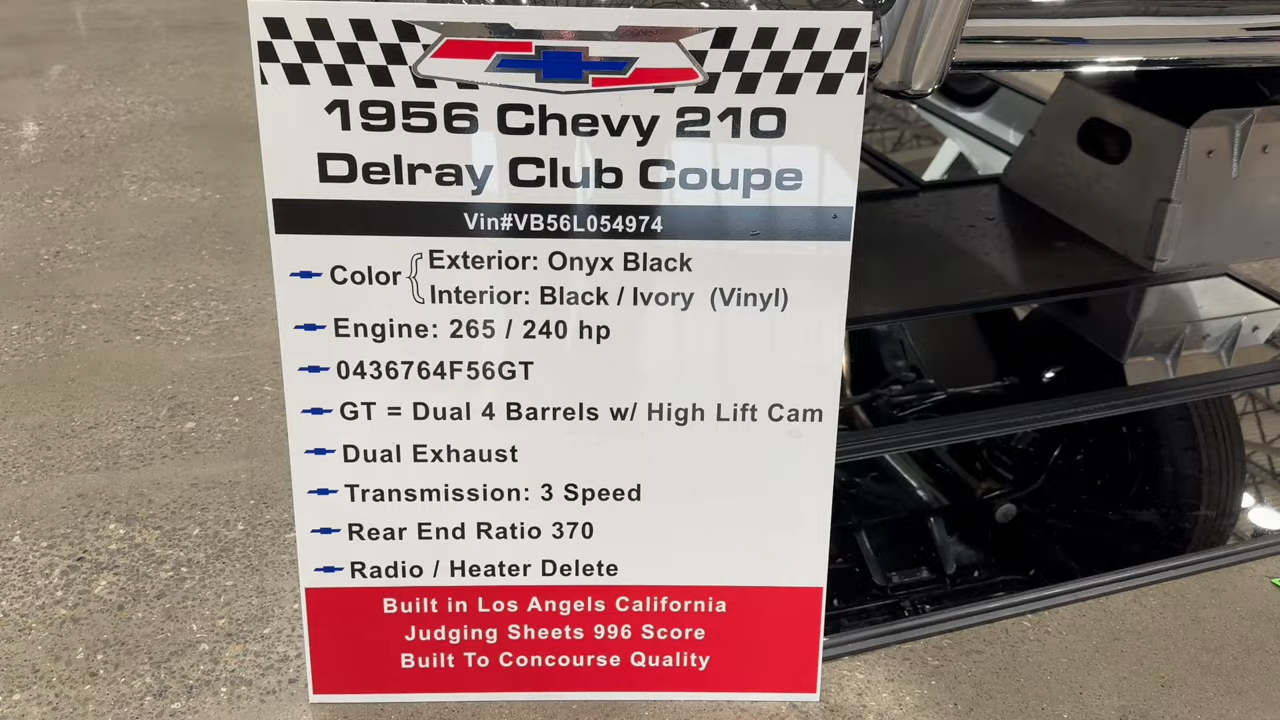 1956 Chevy 210
Delray Club Coupe
Vin#VB56L054974
Color { Exterior: Onyx Black
Interior: Black / Ivory (Vinyl)
Engine: 265 / 240 hp
0436764F56GT
GT = Dual 4 Barrels w/ High Lift Cam
Dual Exhaust
Transmission: 3 Speed
Rear End Ratio 370
Radio / Heater Delete
Built in Los Angels California
Judging Sheets 996 Score
Built To Concourse Quality